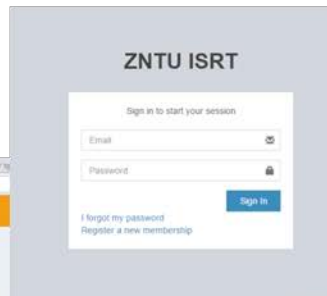 ZNTU ISRT
Sign in to start your session
Email
Password
Sign In
I forgot my password
Register a new membership